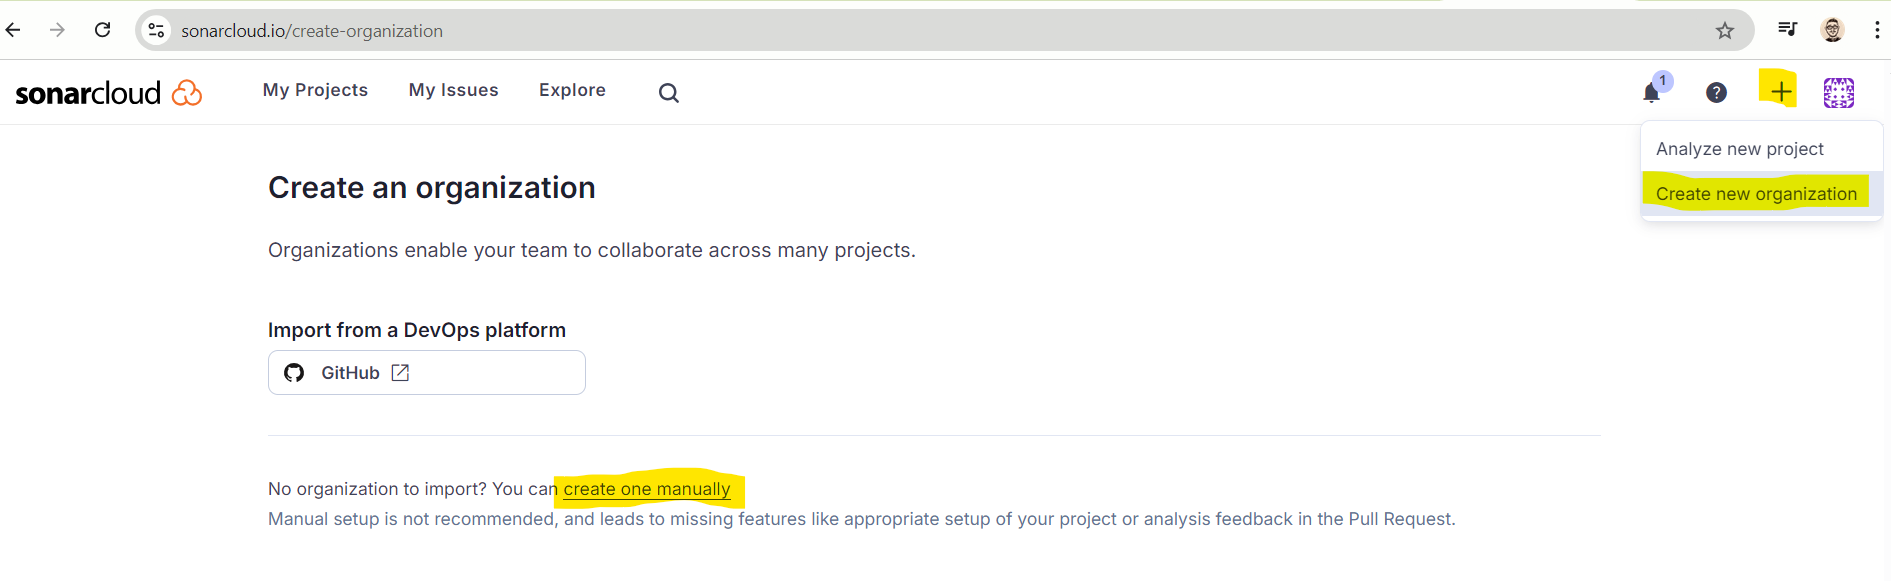 sonarcloud.io/create-organization
sonarcloud
My Projects
My Issues
Explore
1
?
Analyze new project
Create new organization
Create an organization
Organizations enable your team to collaborate across many projects.
Import from a DevOps platform
GitHub
No organization to import? You can create one manually
Manual setup is not recommended, and leads to missing features like appropriate setup of your project or analysis feedback in the Pull Request.